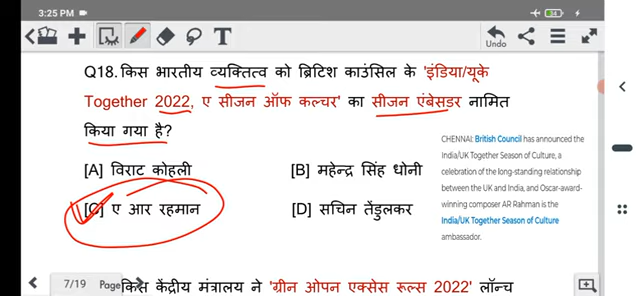 3:25 PM
54
Undo
Q18. किस भारतीय व्यक्तित्व को ब्रिटिश काउंसिल के 'इंडिया/यूके
Together 2022, ए सीजन ऑफ कल्चर' का सीजन एंबेसडर नामित
किया गया है?
[A] विराट कोहली
[B] महेन्द्र सिंह धोनी
[C] ए आर रहमान
[D] सचिन तेंडुलकर
CHENNAI: British Council has announced the
India/UK Together Season of Culture, a
celebration of the long-standing relationship
between the UK and India, and Oscar-award-
winning composer AR Rahman is the
India/UK Together Season of Culture
ambassador.
7/19 Page
किस केंद्रीय मंत्रालय ने 'ग्रीन ओपन एक्सेस रूल्स 2022' लॉन्च